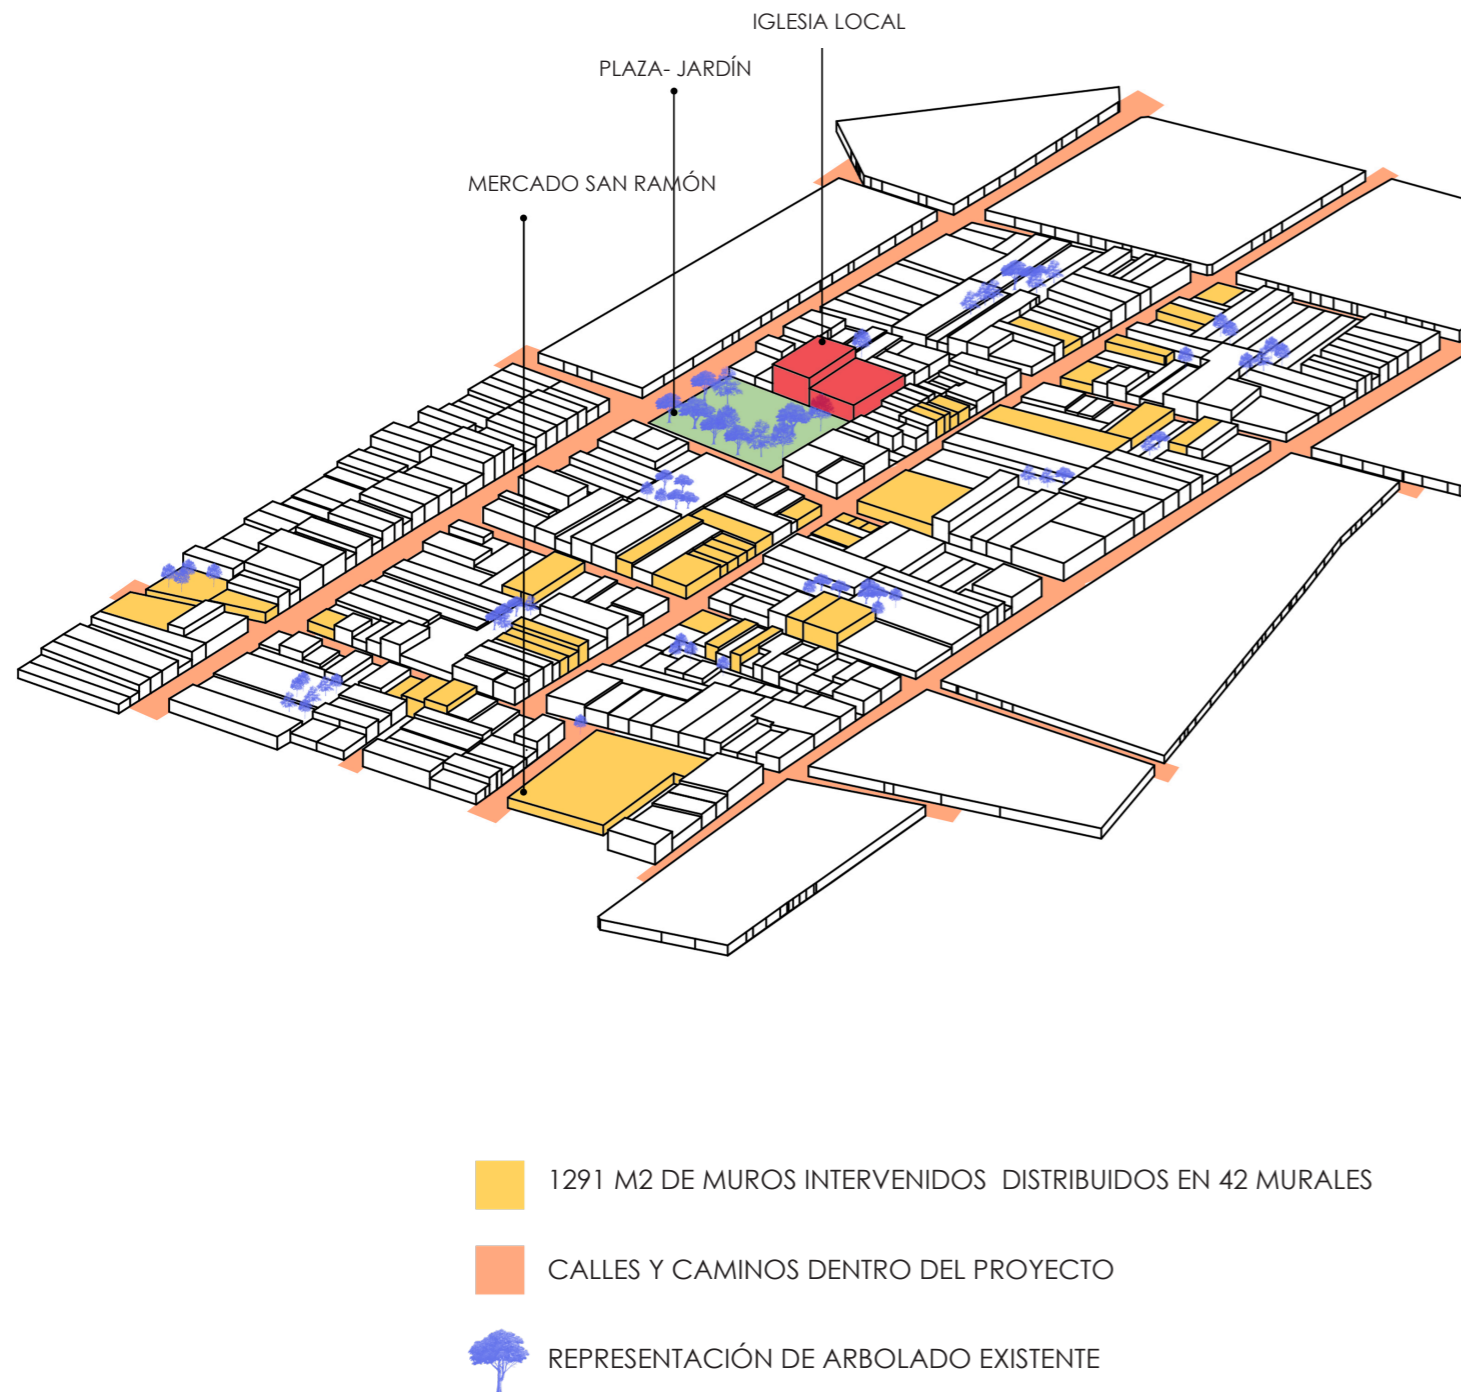 IGLESIA LOCAL
PLAZA- JARDÍN
MERCADO SAN RAMÓN
1291 M2 DE MUROS INTERVENIDOS  DISTRIBUIDOS EN 42 MURALES
CALLES Y CAMINOS DENTRO DEL PROYECTO
REPRESENTACIÓN DE ARBOLADO EXISTENTE